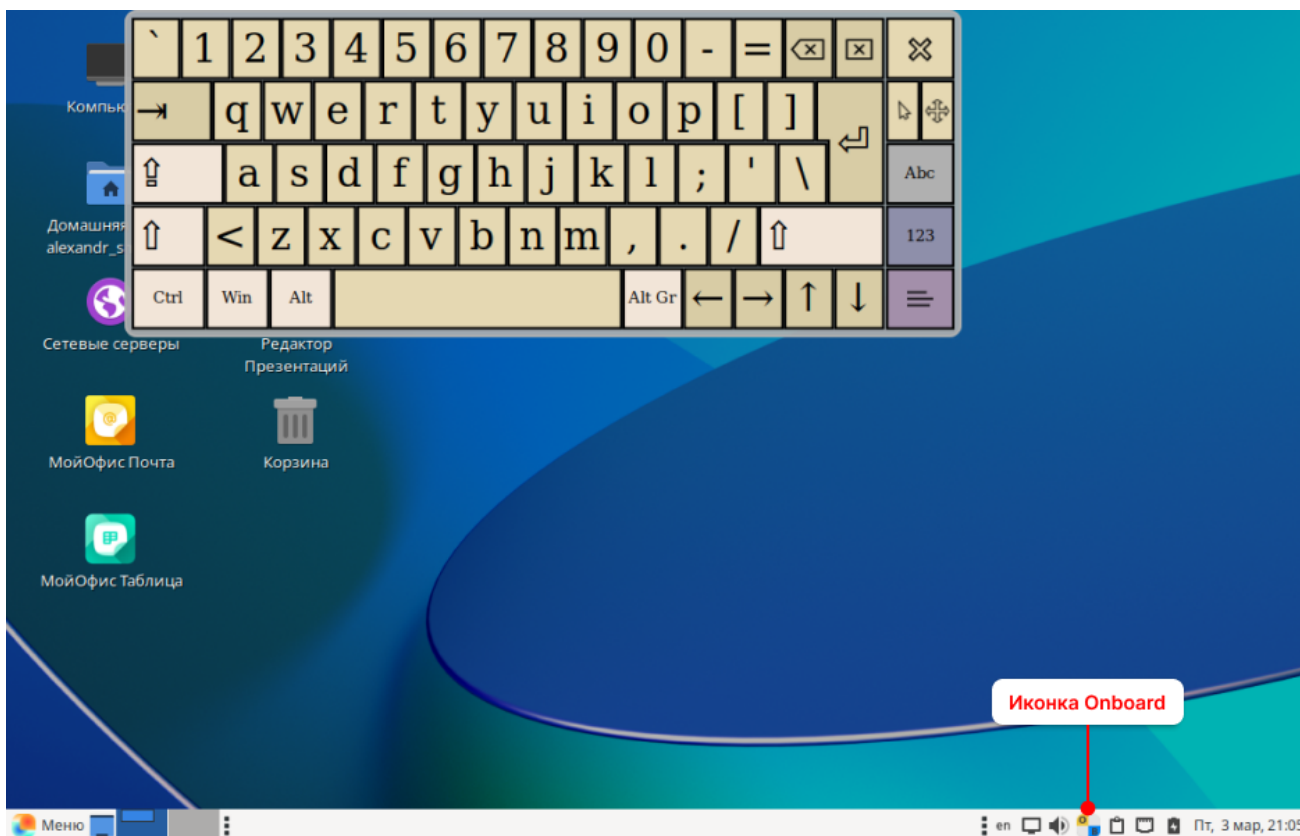 ` 1 2 3 4 5 6 7 8 9 0 - =
q w e r t y u i o p [ ]
a s d f g h j k l ; ' \
Abc
< z x c v b n m , . /
123
Ctrl Win Alt Alt Gr
Домашняя
alexandr_s
Сетевые серверы
Редактор
Презентаций
МойОфис Почта
Корзина
МойОфис Таблица
Иконка Onboard
Меню
en
Пт, 3 мар, 21:05